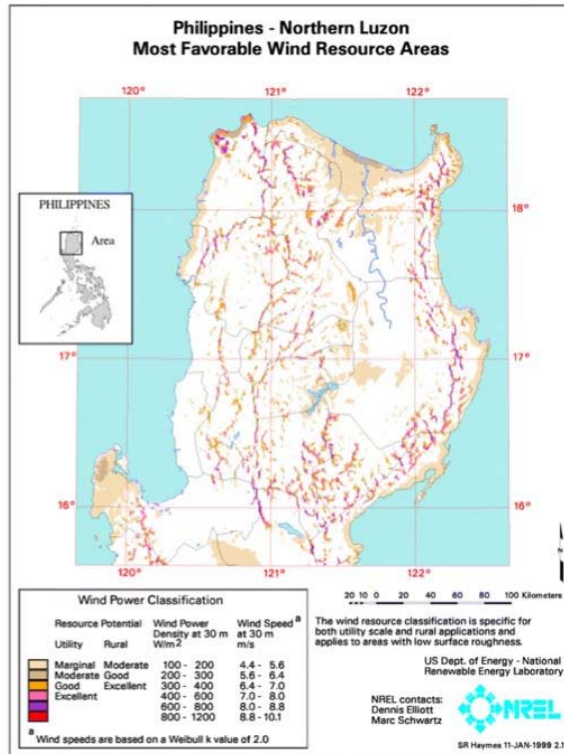 Philippines - Northern Luzon
Most Favorable Wind Resource Areas
120° 121° 122°
18° 18°
PHILIPPINES
Area
17° 17°
16° 16°
120° 121° 122°
20 10 0 20 40 60 80 100 Kilometers
Wind Power Classification
Resource Potential Wind Power Wind Speed a
Density at 30 m at 30 m
Utility Rural W/m2 m/s
Marginal Moderate 100 - 200 4.4 - 5.6
Moderate Good 200 - 300 5.6 - 6.4
Good Excellent 300 - 400 6.4 - 7.0
Excellent 400 - 600 7.0 - 8.0
600 - 800 8.0 - 8.8
800 - 1200 8.8 - 10.1
a Wind speeds are based on a Weibull k value of 2.0
The wind resource classification is specific for
both utility scale and rural applications and
applies to areas with low surface roughness.
US Dept. of Energy - National
Renewable Energy Laboratory
NREL contacts:
Dennis Elliott
Marc Schwartz
NREL
SR Haymes 11-JAN-1999 2.1